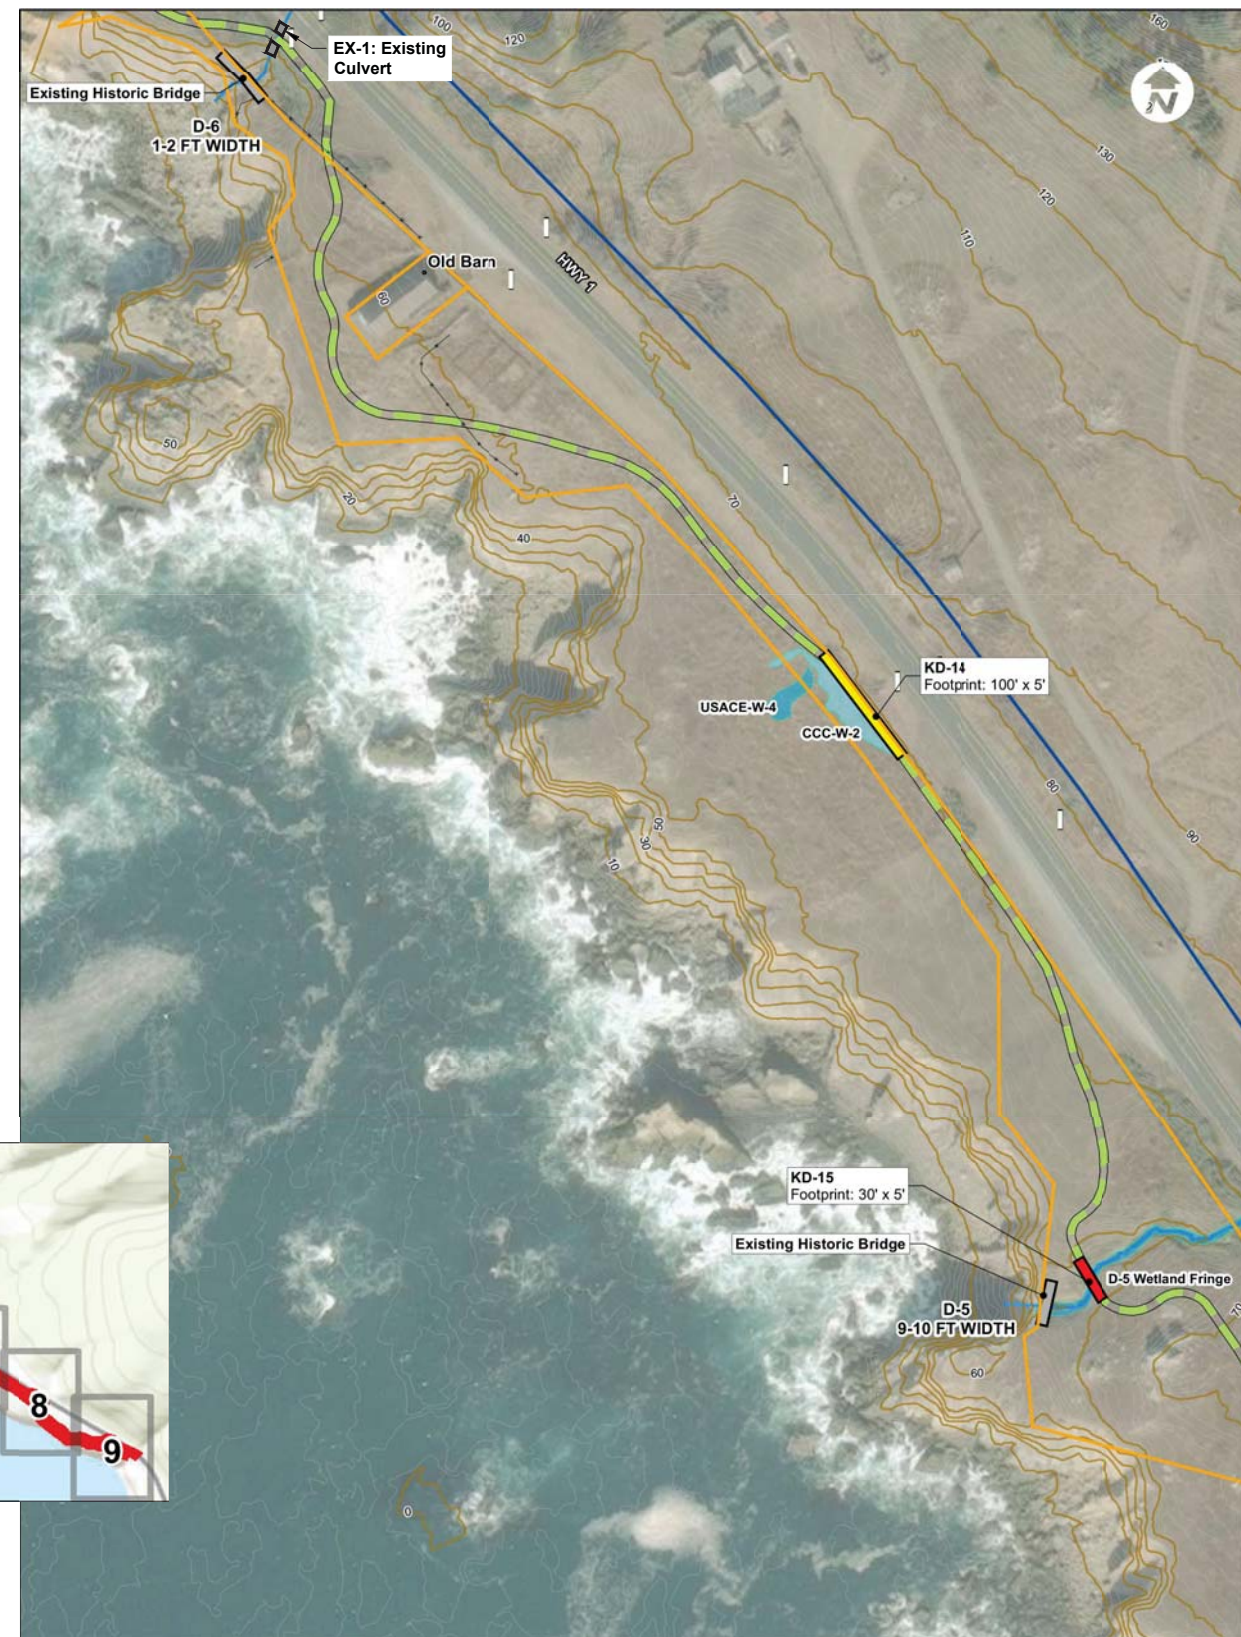 100
120
160
EX-1: Existing
Culvert
N
Existing Historic Bridge
D-6
1-2 FT WIDTH
130
120
110
Old Barn
HWY 1
60
50
20
70
40
KD-14
Footprint: 100' x 5'
USACE-W-4
CCC-W-2
80
90
50
30
10
KD-15
Footprint: 30' x 5'
Existing Historic Bridge
D-5 Wetland Fringe
D-5
9-10 FT WIDTH
70
60
8
9
0